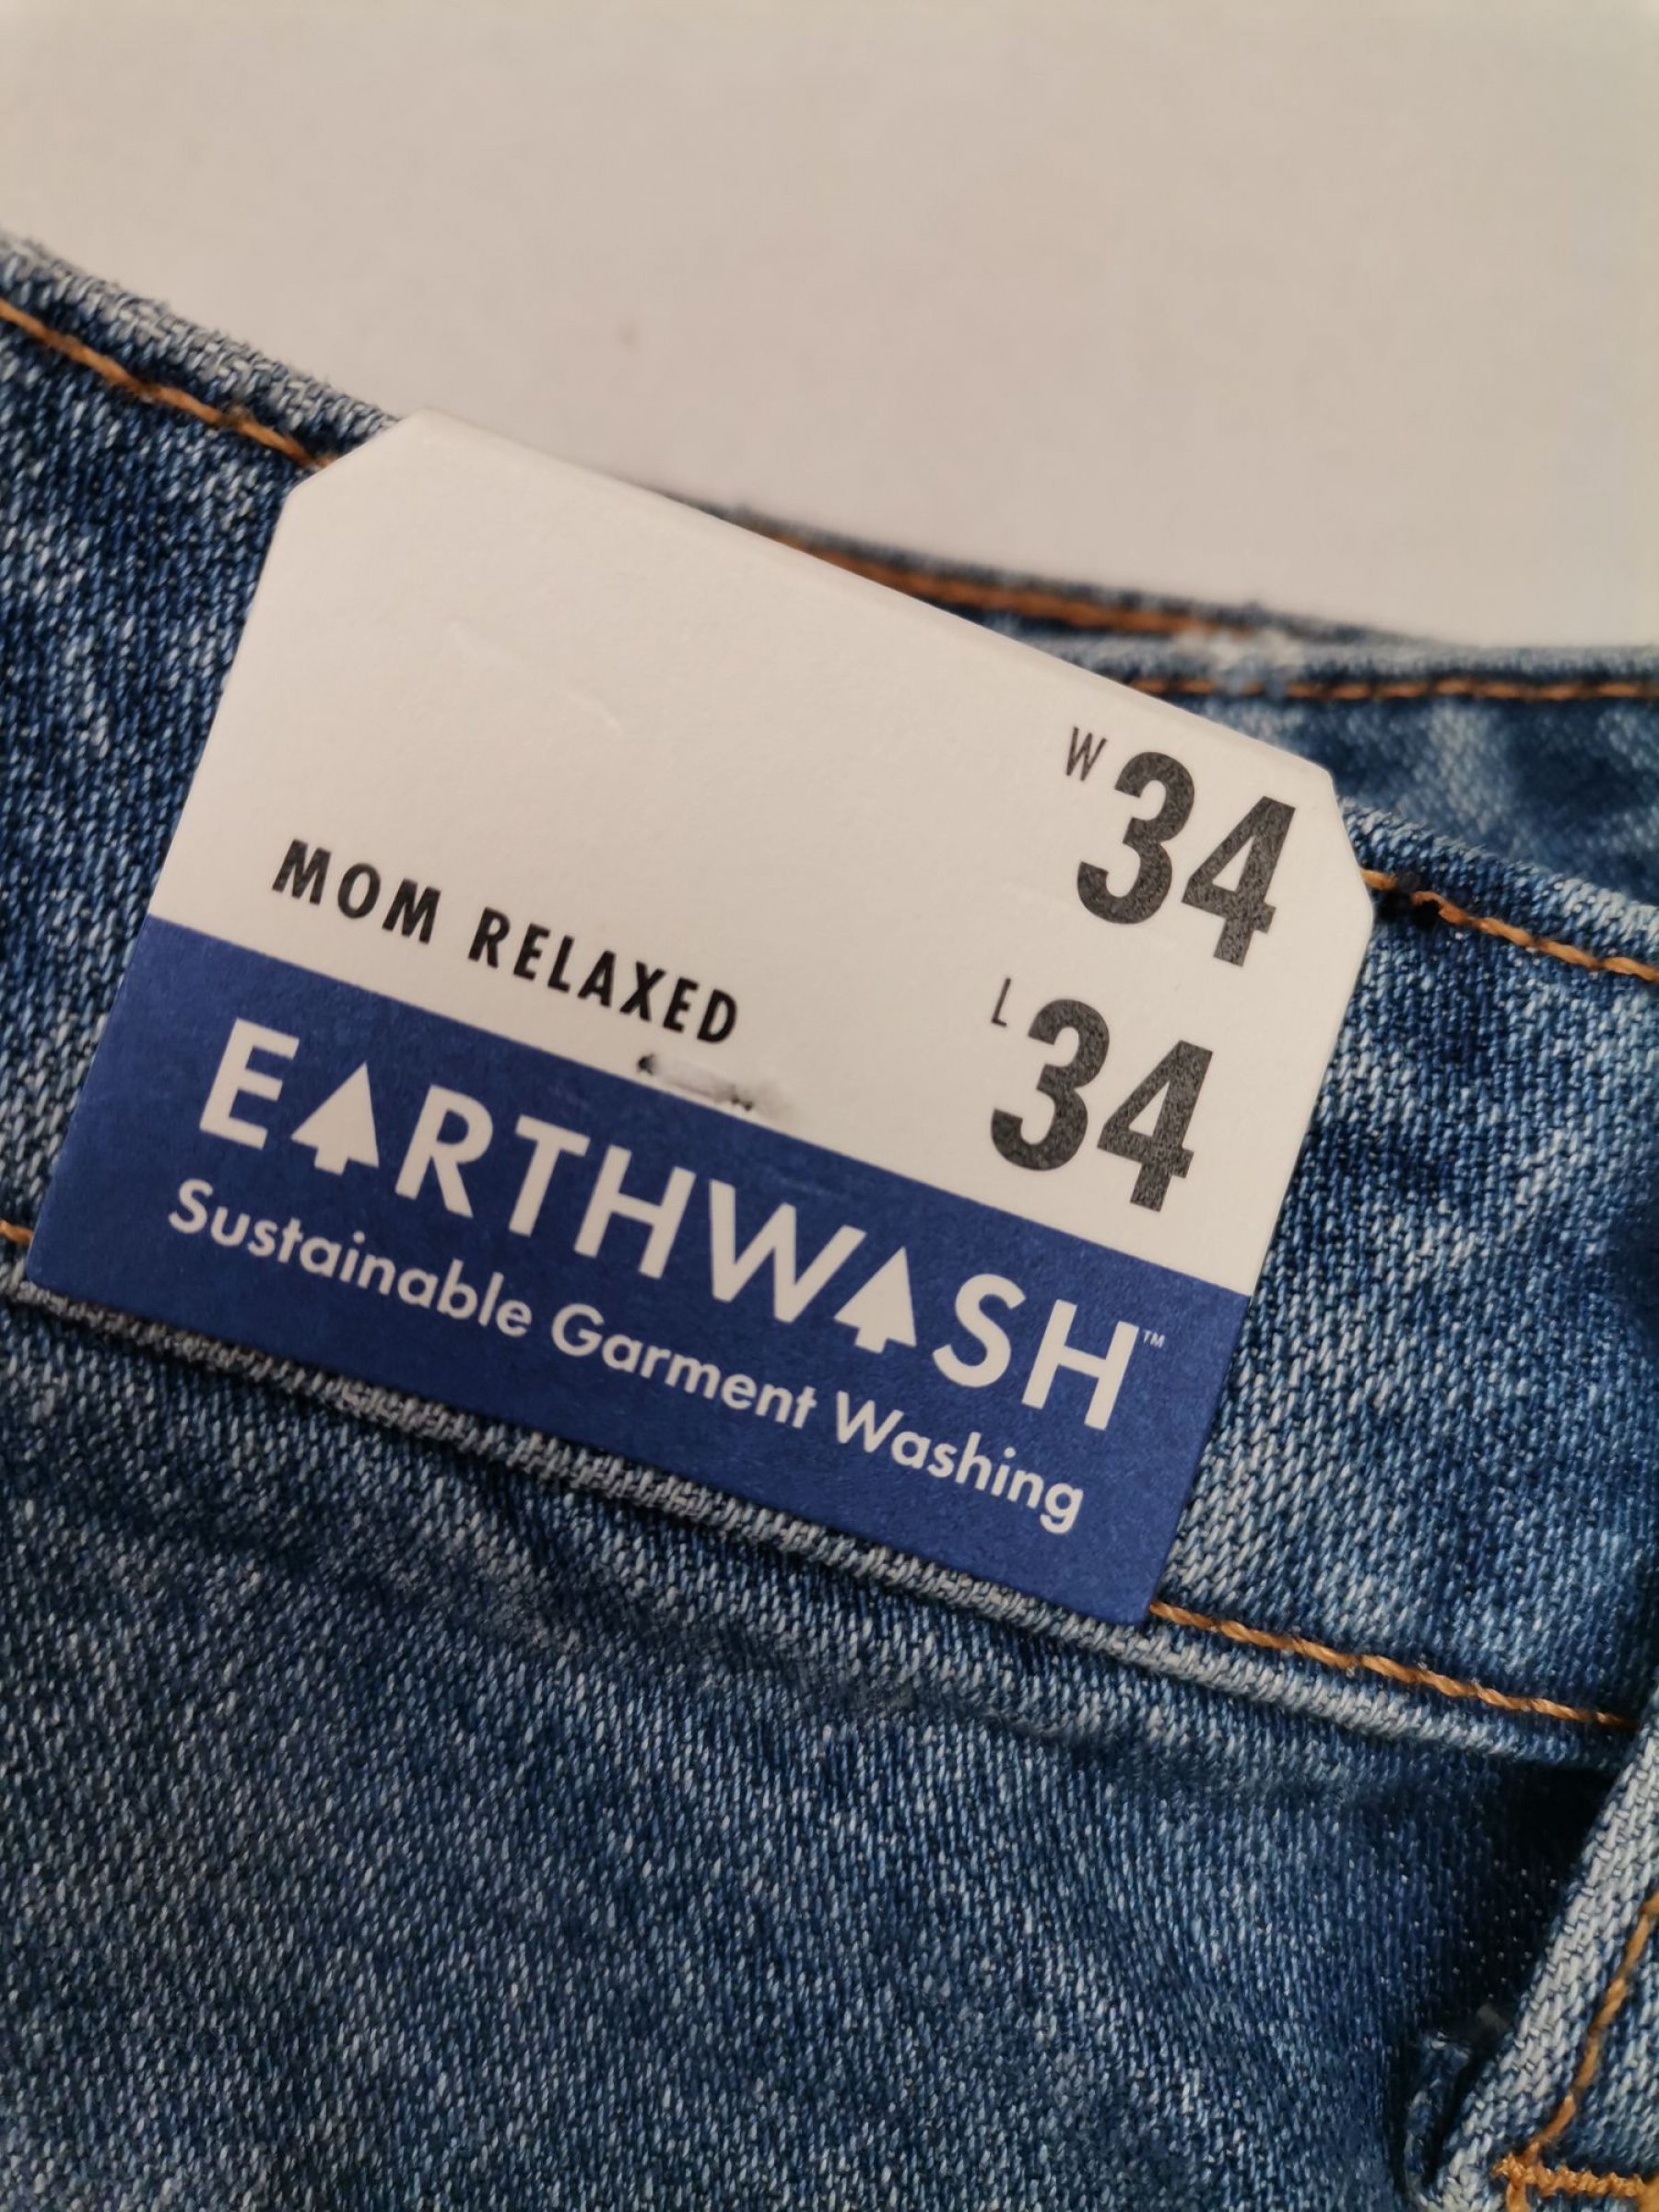 W 34
L 34
MOM RELAXED
EARTHWASH™
Sustainable Garment Washing